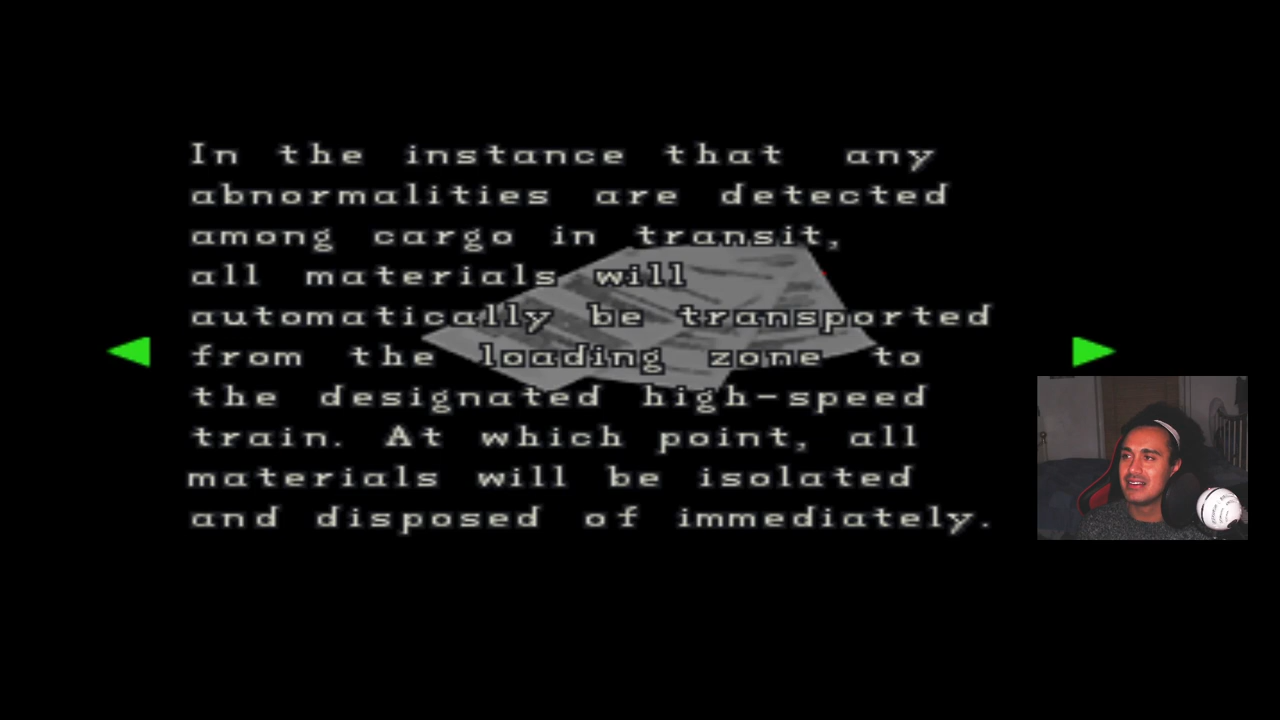 In the instance that any
abnormalities are detected
among cargo in transit,
all materials will
automatically be transported
from the loading zone to
the designated high-speed
train. At which point, all
materials will be isolated
and disposed of immediately.